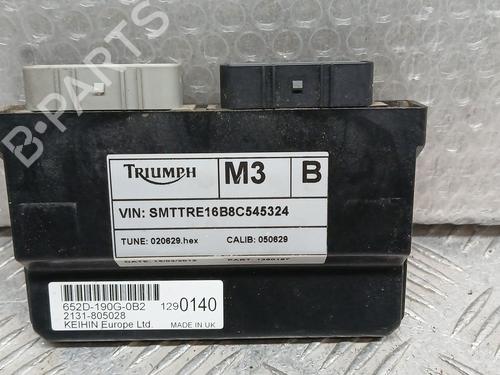 B-PARTS
TRIUMPH M3 B
VIN: SMTTRE16B8C545324
TUNE: 020629.hex CALIB: 050629
652D-190G-0B2 1290140
2131-805028
KEIHIN Europe Ltd. MADE IN UK